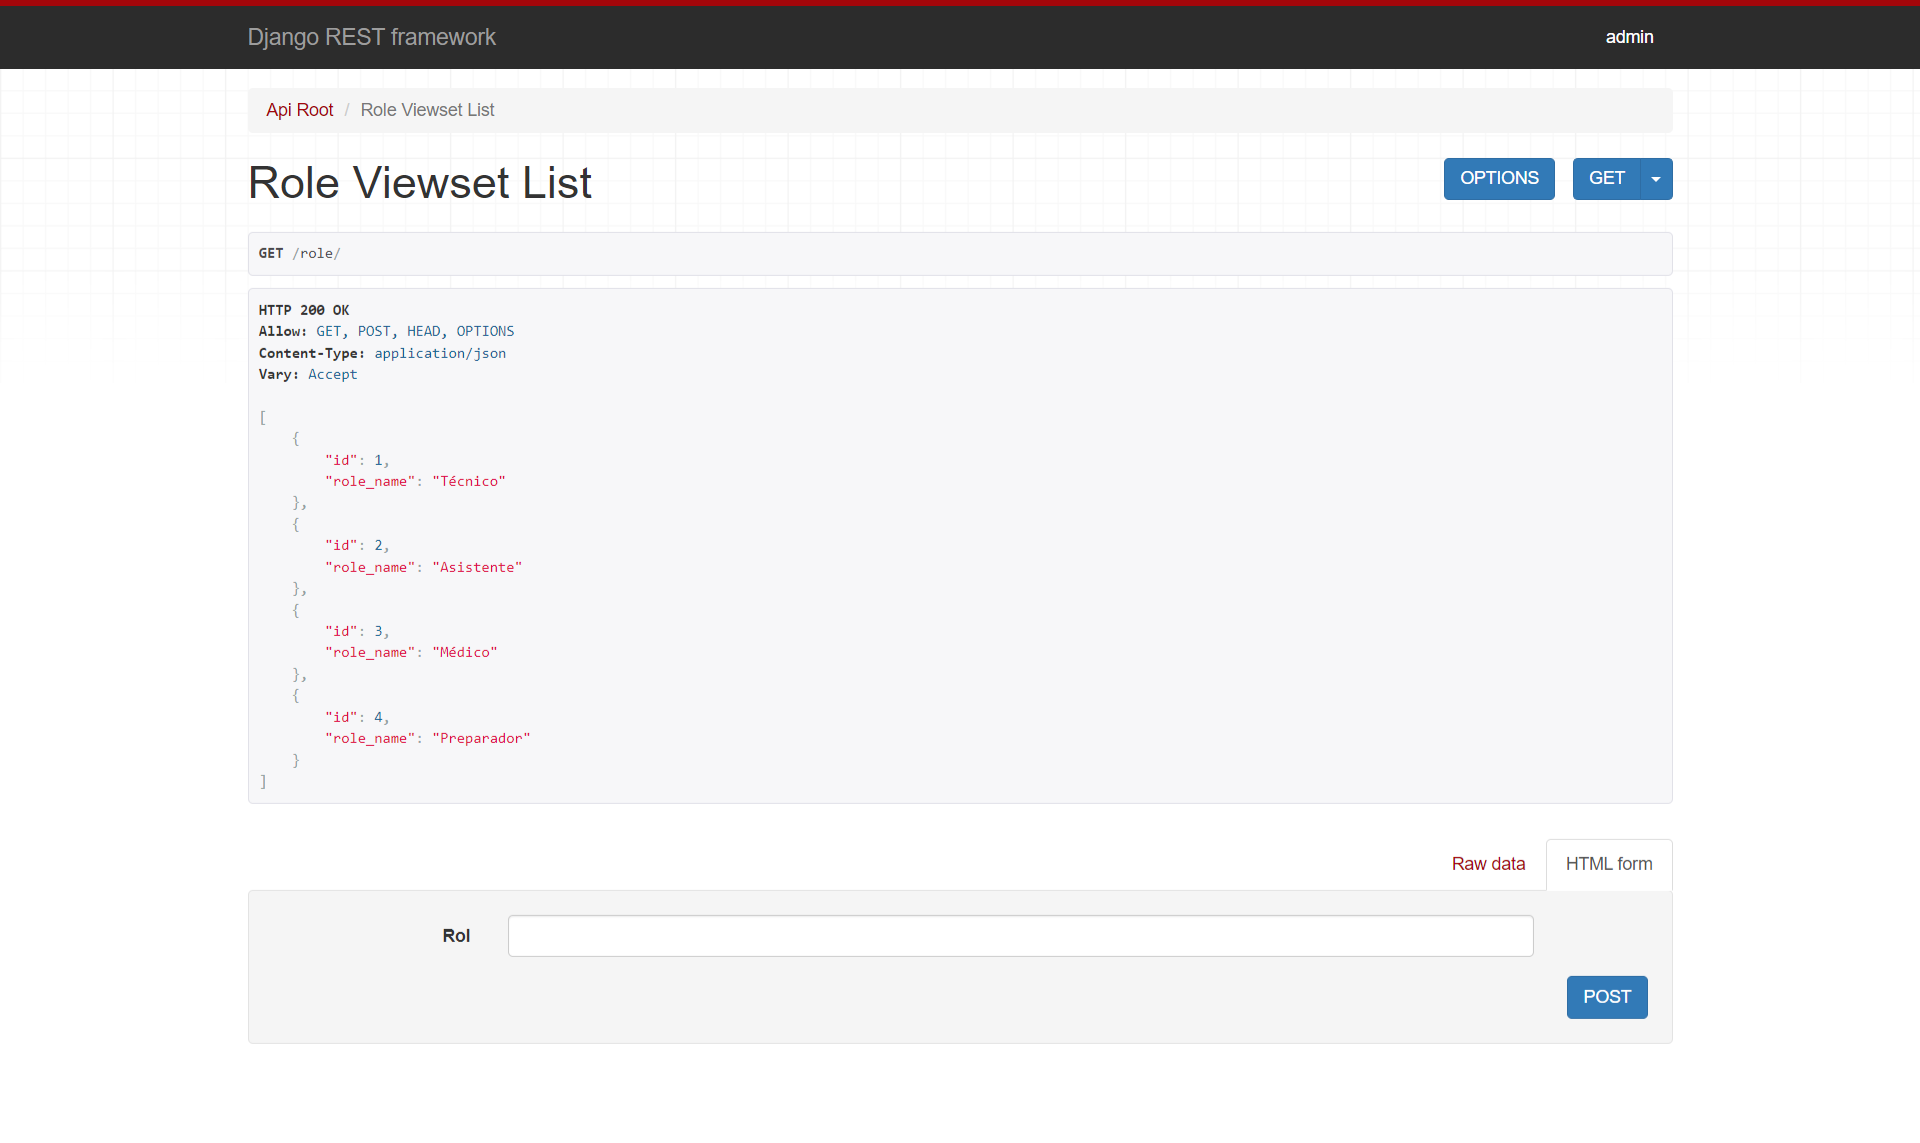 Django REST framework
admin
Api Root / Role Viewset List
Role Viewset List
OPTIONS
GET
GET /role/
HTTP 200 OK
Allow: GET, POST, HEAD, OPTIONS
Content-Type: application/json
Vary: Accept
[
    {
        "id": 1,
        "role_name": "Técnico"
    },
    {
        "id": 2,
        "role_name": "Asistente"
    },
    {
        "id": 3,
        "role_name": "Médico"
    },
    {
        "id": 4,
        "role_name": "Preparador"
    }
]
Raw data
HTML form
Rol
POST